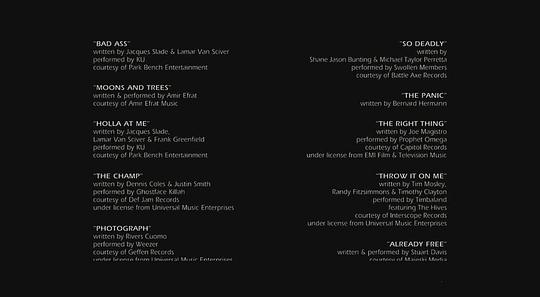 "BAD ASS"
written by Jacques Slade & Lamar Van Sciver
performed by KU
courtesy of Park Bench Entertainment
"MOONS AND TREES"
written & performed by Amir Efrat
courtesy of Amir Efrat Music
"HOLLA AT ME"
written by Jacques Slade,
Lamar Van Sciver & Frank Greenfield
performed by KU
courtesy of Park Bench Entertainment
"THE CHAMP"
written by Dennis Coles & Justin Smith
performed by Ghostface Killah
courtesy of Def Jam Records
under license from Universal Music Enterprises
"PHOTOGRAPH"
written by Rivers Cuomo
performed by Weezer
courtesy of Geffen Records
under license from Universal Music Enterprises
"SO DEADLY"
written by
Shane Jason Bunting & Michael Taylor Perretta
performed by Swollen Members
courtesy of Battle Axe Records
"THE PANIC"
written by Bernard Hermann
"THE RIGHT THING"
written by Joe Magistro
performed by Prophet Omega
courtesy of Capitol Records
under license from EMI Film & Television Music
"THROW IT ON ME"
written by Tim Mosley,
Randy Fitzsimmons & Timothy Clayton
performed by Timbaland
featuring The Hives
courtesy of Interscope Records
under license from Universal Music Enterprises
"ALREADY FREE"
written & performed by Stuart Davis
courtesy of Majeski Media